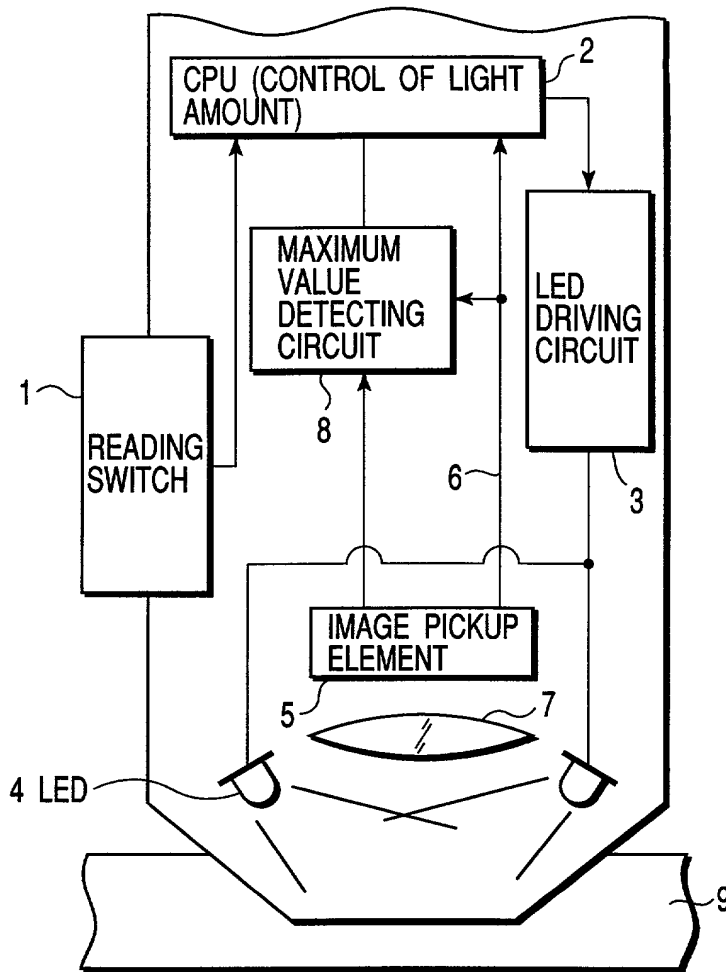 2
CPU (CONTROL OF LIGHT
AMOUNT)
MAXIMUM
VALUE
DETECTING
CIRCUIT
LED
DRIVING
CIRCUIT
1
8
READING
SWITCH
6
3
IMAGE PICKUP
ELEMENT
5
7
4 LED
9